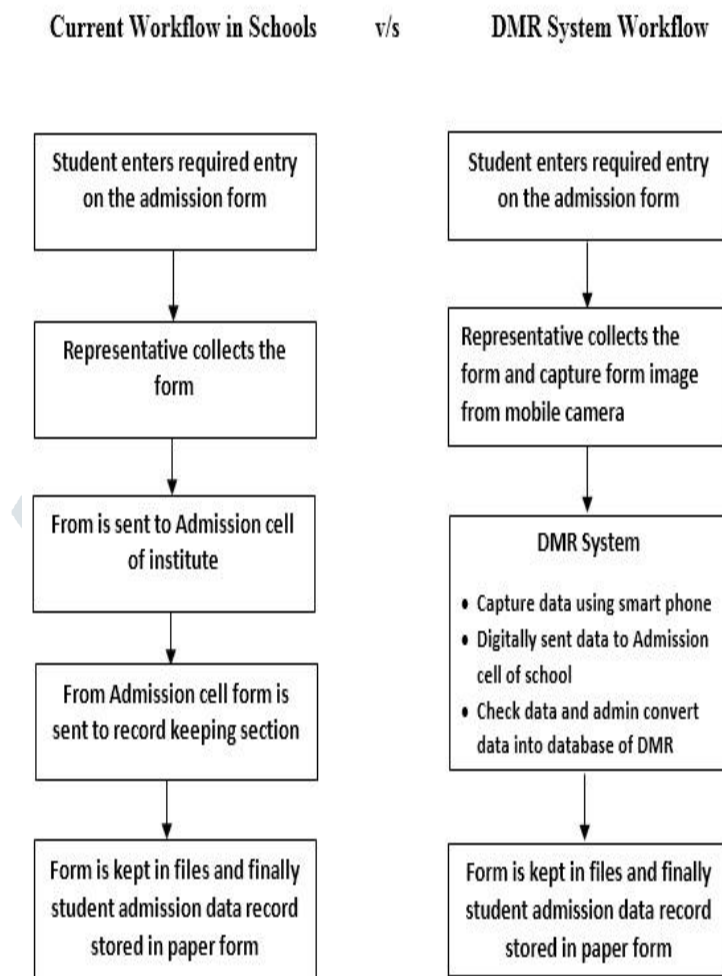 Current Workflow in Schools v/s DMR System Workflow
Student enters required entry
on the admission form
Representative collects the
form
From is sent to Admission cell
of institute
From Admission cell form is
sent to record keeping section
Form is kept in files and finally
student admission data record
stored in paper form
Student enters required entry
on the admission form
Representative collects the
form and capture form image
from mobile camera
DMR System
• Capture data using smart phone
• Digitally sent data to Admission
cell of school
• Check data and admin convert
data into database of DMR
Form is kept in files and finally
student admission data record
stored in paper form